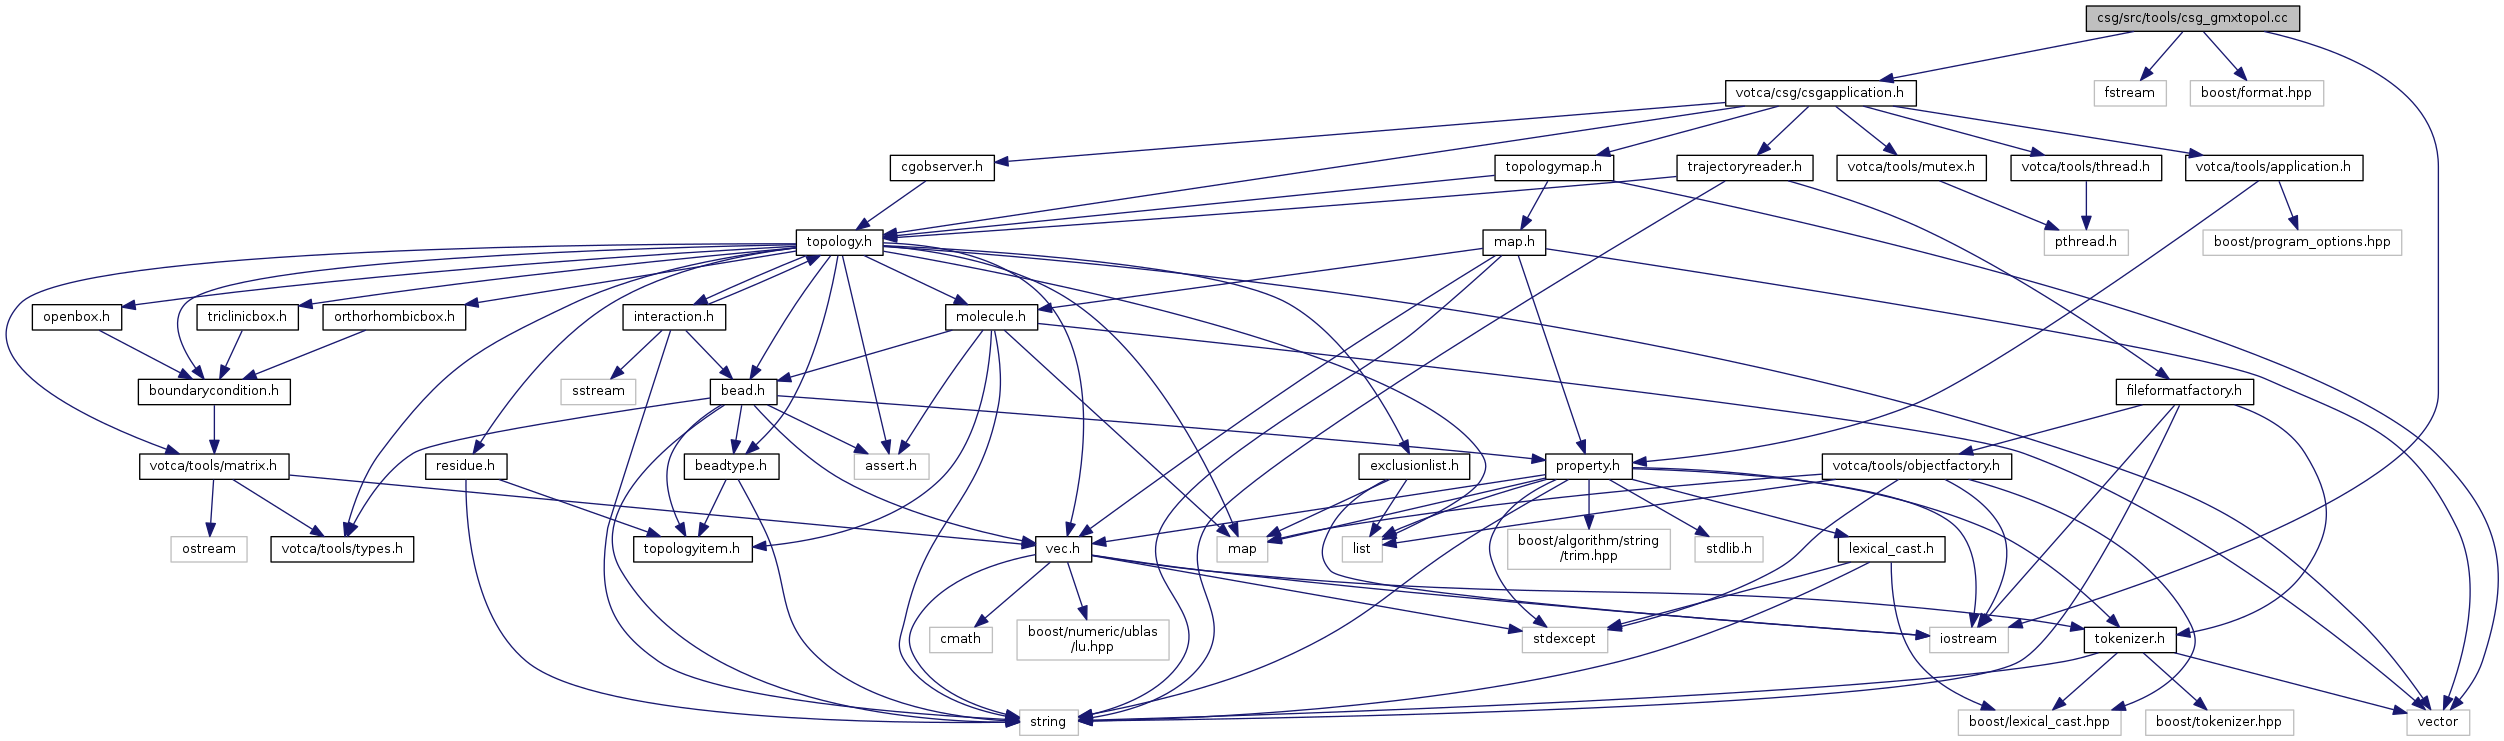 csg/src/tools/csg_gmxtopol.cc
votca/csg/csgapplication.h
fstream
boost/format.hpp
cgobserver.h
topologymap.h
trajectoryreader.h
votca/tools/mutex.h
votca/tools/thread.h
votca/tools/application.h
topology.h
map.h
pthread.h
boost/program_options.hpp
openbox.h
triclinicbox.h
orthorhombicbox.h
interaction.h
molecule.h
boundarycondition.h
sstream
bead.h
fileformatfactory.h
votca/tools/matrix.h
residue.h
beadtype.h
assert.h
exclusionlist.h
property.h
votca/tools/objectfactory.h
ostream
votca/tools/types.h
topologyitem.h
vec.h
map
list
boost/algorithm/string
/trim.hpp
stdlib.h
lexical_cast.h
cmath
boost/numeric/ublas
/lu.hpp
stdexcept
iostream
tokenizer.h
string
boost/lexical_cast.hpp
boost/tokenizer.hpp
vector